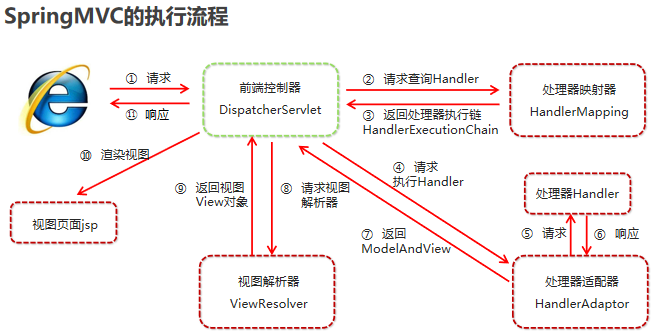 SpringMVC的执行流程
① 请求
⑪ 响应
前端控制器
DispatcherServlet
② 请求查询Handler
③ 返回处理器执行链
HandlerExecutionChain
处理器映射器
HandlerMapping
⑩ 渲染视图
④ 请求
执行Handler
⑨ 返回视图
View对象
⑧ 请求视图
解析器
处理器Handler
视图页面jsp
⑦ 返回
ModelAndView
⑤ 请求
⑥ 响应
视图解析器
ViewResolver
处理器适配器
HandlerAdaptor